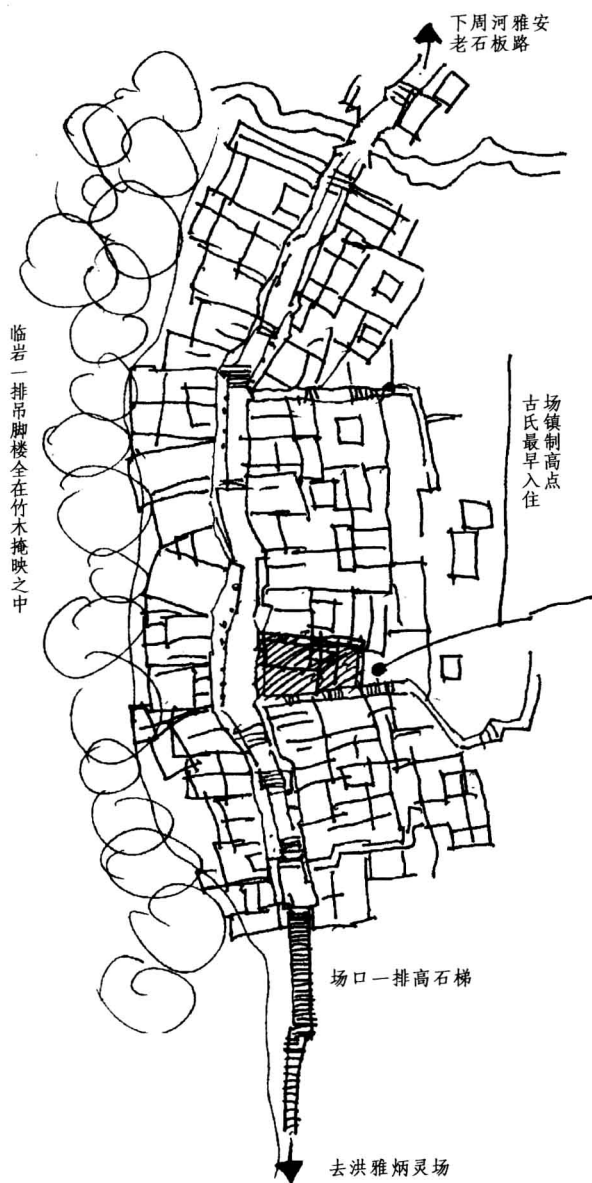 下周河雅安
老石板路
临岩一排吊脚楼全在竹木掩映之中
场镇制高点
古氏最早入住
场口一排高石梯
去洪雅炳灵场